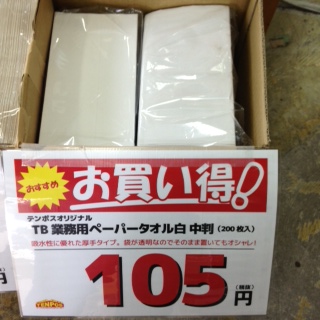 おすすめ
お買い得!
テンポスオリジナル
TB 業務用ペーパータオル白 中判(200枚入)
吸水性に優れた厚手タイプ。袋が透明なのでそのまま置いてもオシャレ!
105
(税抜)
円
TENPOS
円